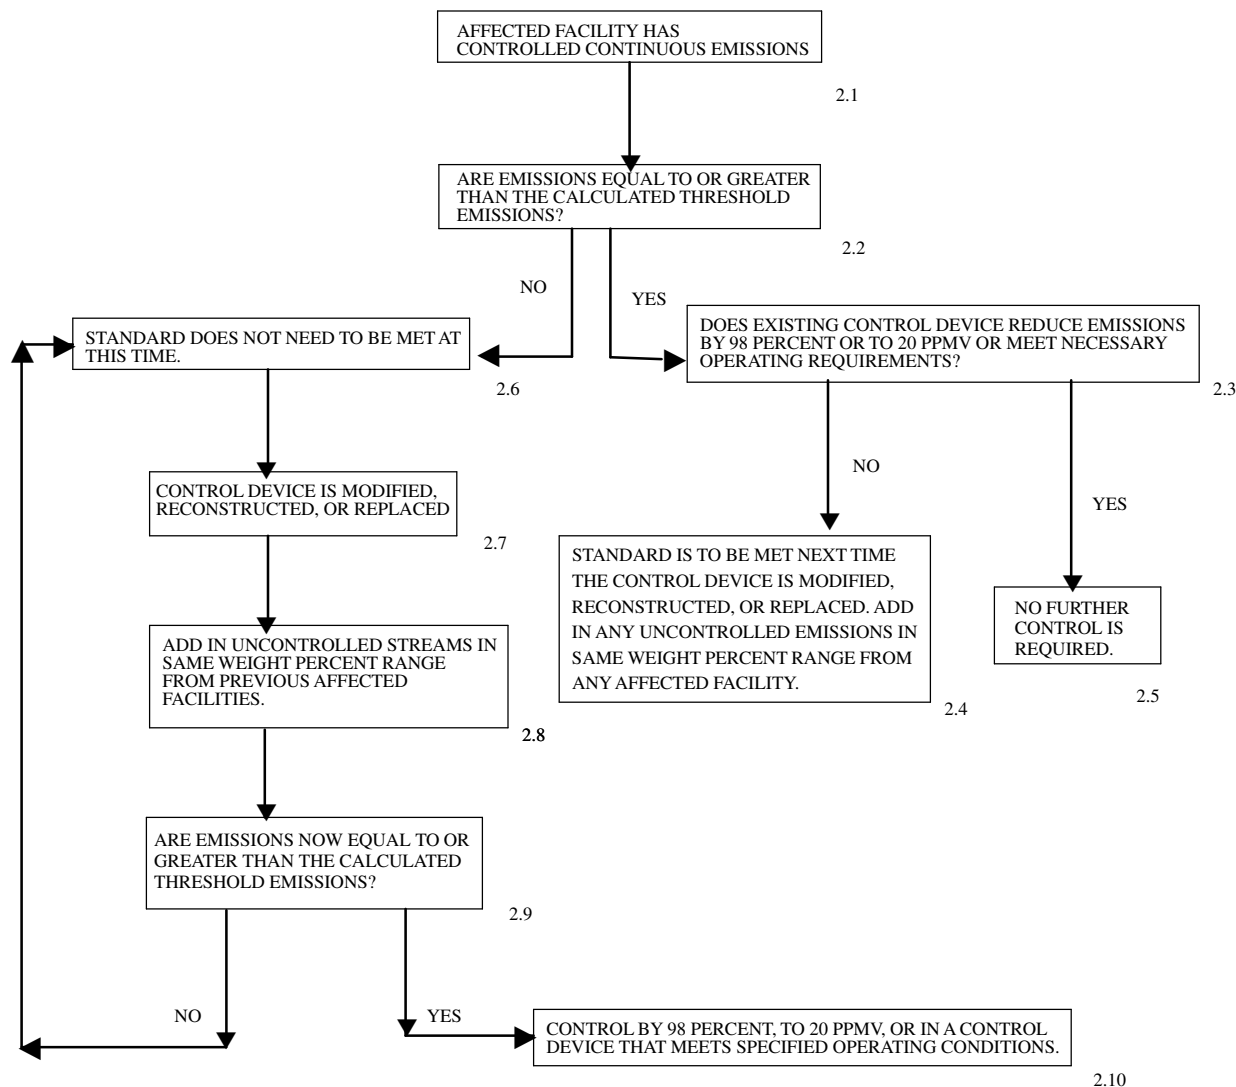 AFFECTED FACILITY HAS
CONTROLLED CONTINUOUS EMISSIONS
2.1
ARE EMISSIONS EQUAL TO OR GREATER
THAN THE CALCULATED THRESHOLD
EMISSIONS?
2.2
NO
YES
STANDARD DOES NOT NEED TO BE MET AT
THIS TIME.
2.6
DOES EXISTING CONTROL DEVICE REDUCE EMISSIONS
BY 98 PERCENT OR TO 20 PPMV OR MEET NECESSARY
OPERATING REQUIREMENTS?
2.3
NO
YES
CONTROL DEVICE IS MODIFIED,
RECONSTRUCTED, OR REPLACED
2.7
STANDARD IS TO BE MET NEXT TIME
THE CONTROL DEVICE IS MODIFIED,
RECONSTRUCTED, OR REPLACED. ADD
IN ANY UNCONTROLLED EMISSIONS IN
SAME WEIGHT PERCENT RANGE FROM
ANY AFFECTED FACILITY.
2.4
NO FURTHER
CONTROL IS
REQUIRED.
2.5
ADD IN UNCONTROLLED STREAMS IN
SAME WEIGHT PERCENT RANGE
FROM PREVIOUS AFFECTED
FACILITIES.
2.8
ARE EMISSIONS NOW EQUAL TO OR
GREATER THAN THE CALCULATED
THRESHOLD EMISSIONS?
2.9
NO
YES
CONTROL BY 98 PERCENT, TO 20 PPMV, OR IN A CONTROL
DEVICE THAT MEETS SPECIFIED OPERATING CONDITIONS.
2.10